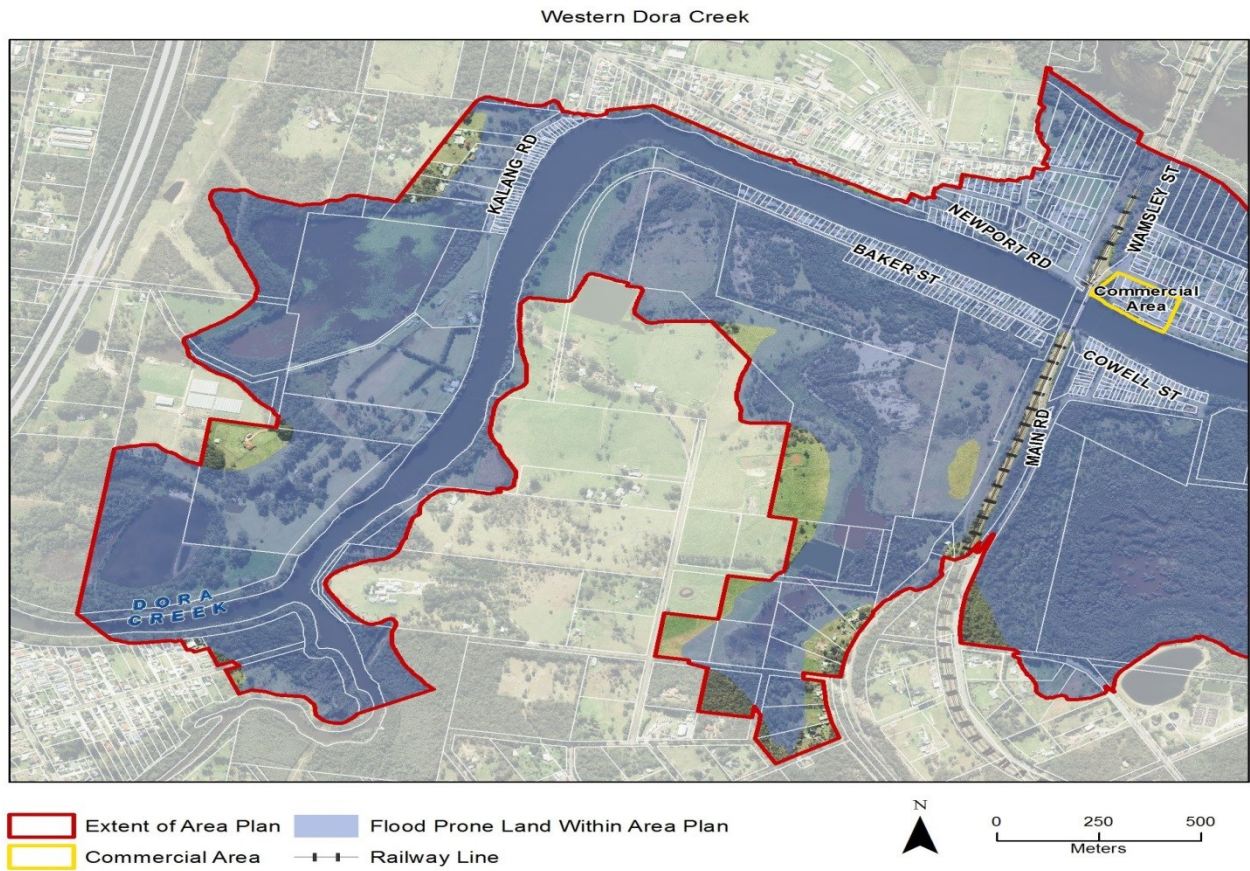 Western Dora Creek
KALANG RD
WAMSLEY ST
NEWPORT RD
BAKER ST
Commercial
Area
COWELL ST
MAIN RD
DORA
CREEK
Extent of Area Plan
Flood Prone Land Within Area Plan
Commercial Area
Railway Line
N
0 250 500
Meters